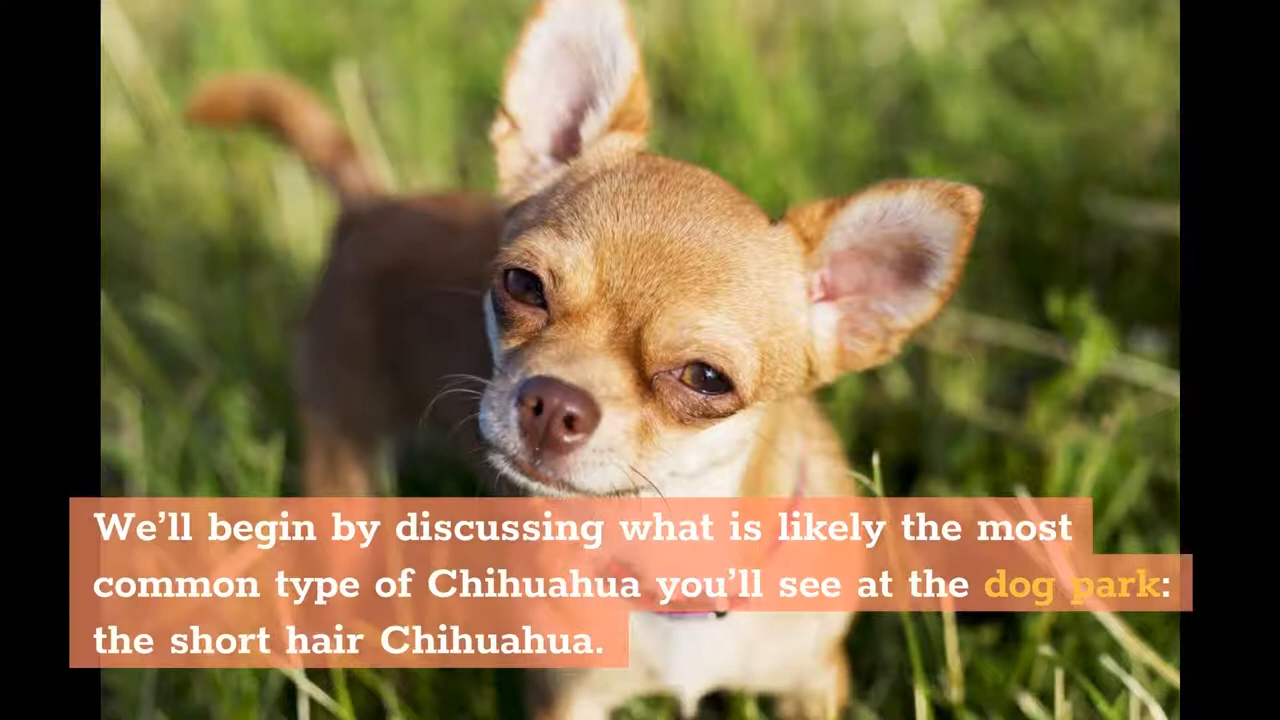 We’ll begin by discussing what is likely the most
common type of Chihuahua you’ll see at the dog park:
the short hair Chihuahua.